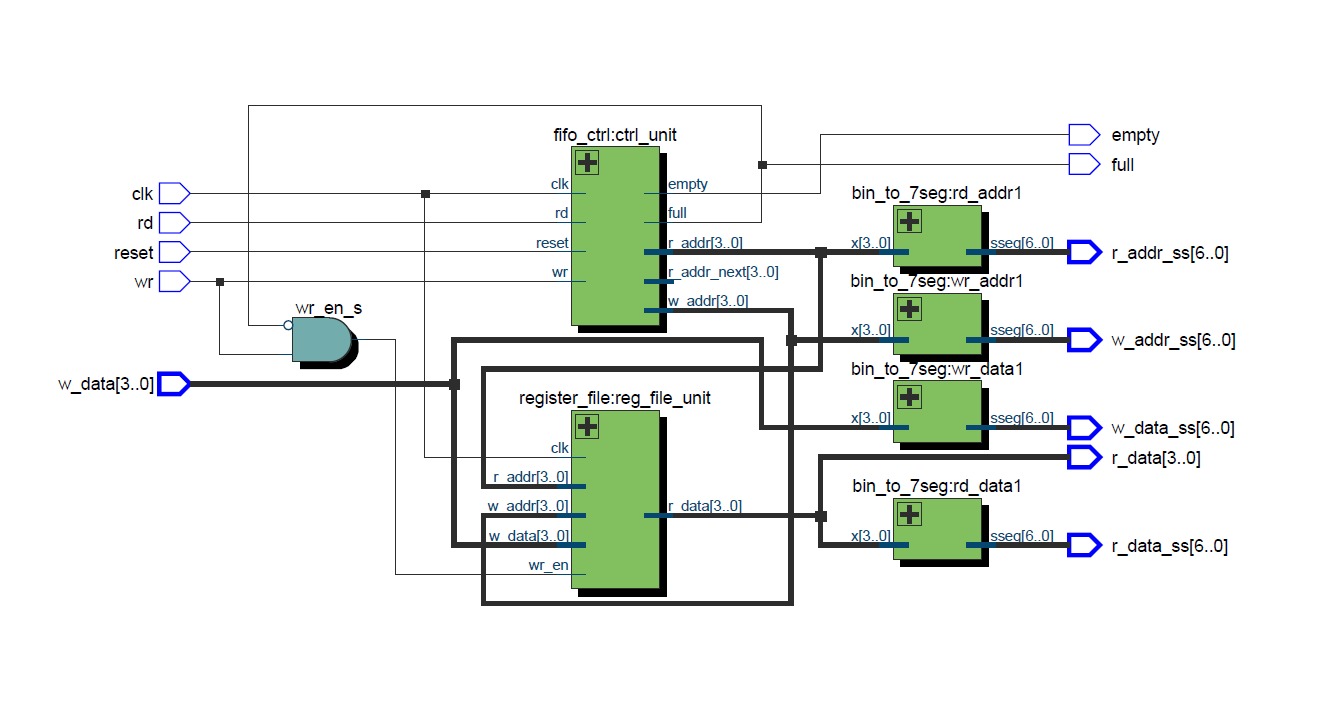 fifo_ctrl:ctrl_unit
empty
full
clk
rd
reset
wr
clk
rd
reset
wr
empty
full
r_addr[3..0]
r_addr_next[3..0]
w_addr[3..0]
bin_to_7seg:rd_addr1
x[3..0]
sseg[6..0]
r_addr_ss[6..0]
bin_to_7seg:wr_addr1
x[3..0]
sseg[6..0]
w_addr_ss[6..0]
wr_en_s
w_data[3..0]
bin_to_7seg:wr_data1
x[3..0]
sseg[6..0]
w_data_ss[6..0]
r_data[3..0]
register_file:reg_file_unit
clk
r_addr[3..0]
w_addr[3..0]
w_data[3..0]
wr_en
r_data[3..0]
bin_to_7seg:rd_data1
x[3..0]
sseg[6..0]
r_data_ss[6..0]